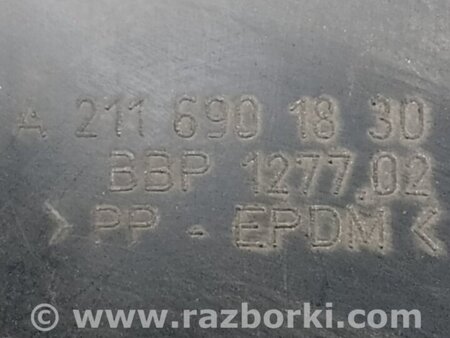 A 211 690 18 30
BBP 1277.02
>PP - EPDM<
© www.razborki.com